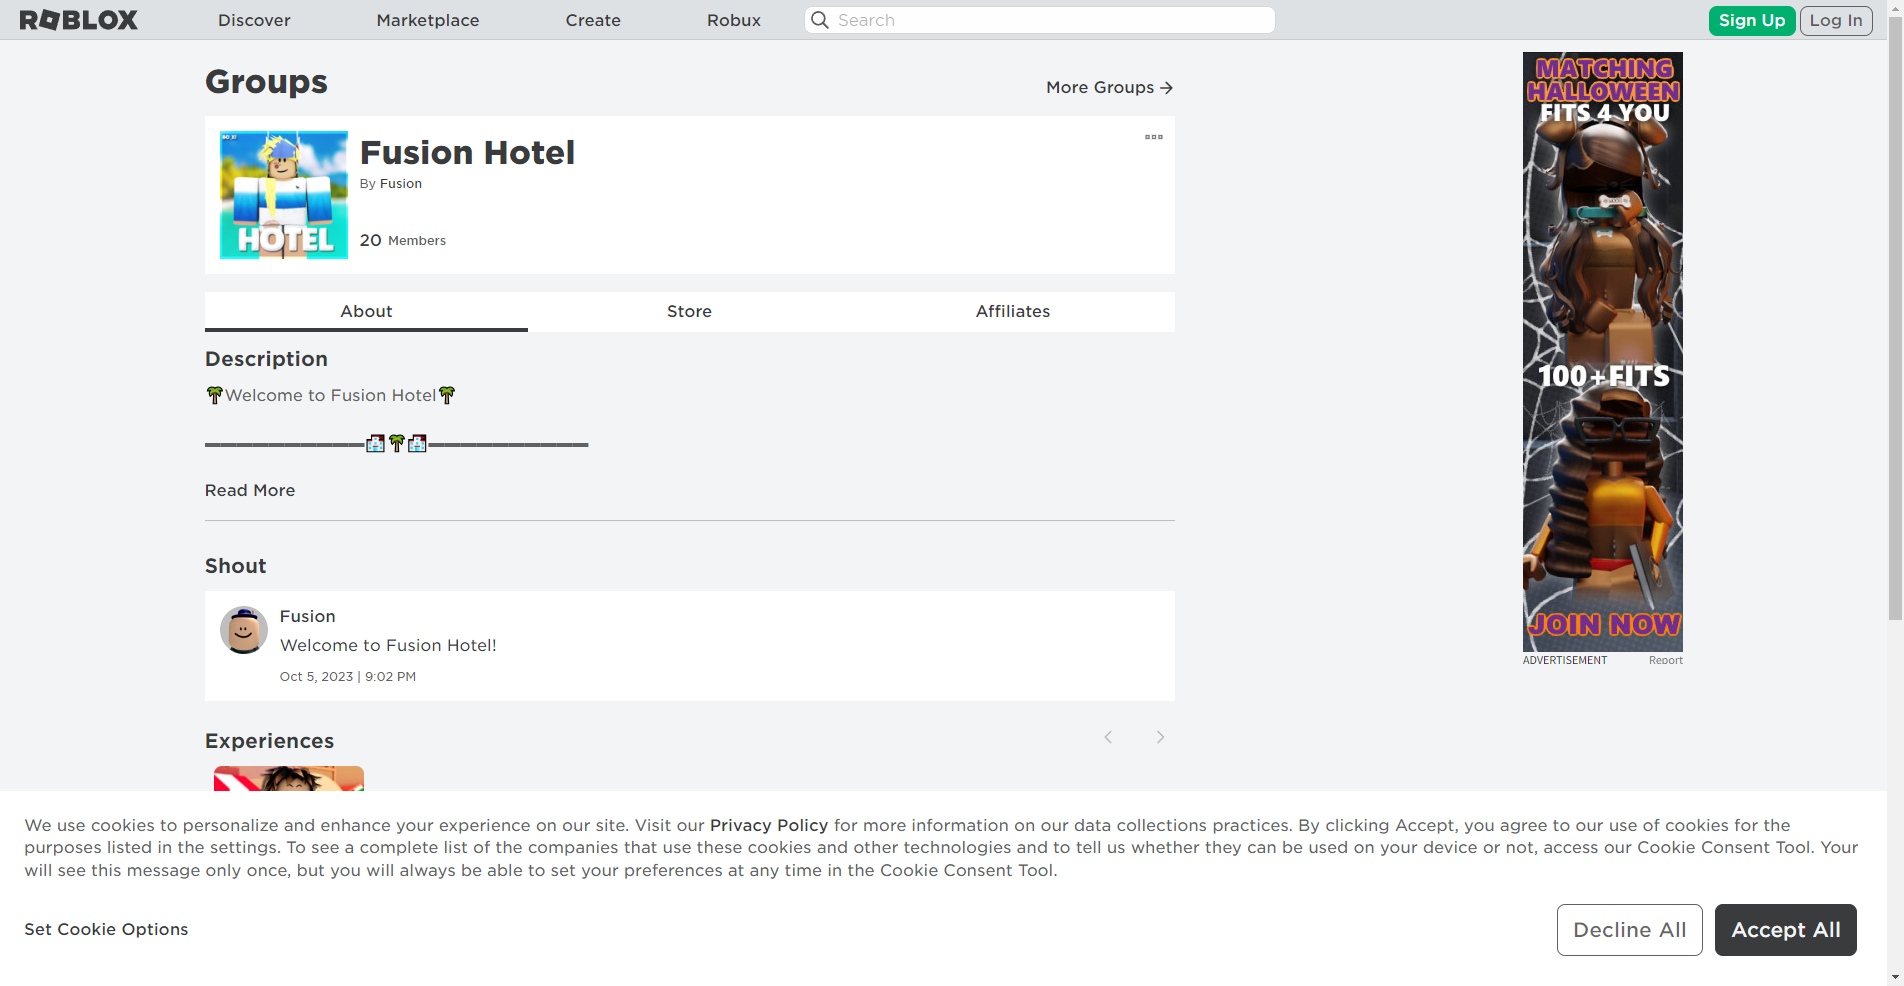 ROBLOX Discover Marketplace Create Robux Search Sign Up Log In
Groups
More Groups →
HOTEL
Fusion Hotel
By Fusion
20 Members
About Store Affiliates
Description
🌴Welcome to Fusion Hotel🌴
▬▬▬▬▬▬▬▬▬▬🏨🌴🏨▬▬▬▬▬▬▬▬▬▬
Read More
Shout
Fusion
Welcome to Fusion Hotel!
Oct 5, 2023 | 9:02 PM
Experiences
MATCHING
HALLOWEEN
FITS 4 YOU
100+FITS
JOIN NOW
ADVERTISEMENT Report
We use cookies to personalize and enhance your experience on our site. Visit our Privacy Policy for more information on our data collections practices. By clicking Accept, you agree to our use of cookies for the
purposes listed in the settings. To see a complete list of the companies that use these cookies and other technologies and to tell us whether they can be used on your device or not, access our Cookie Consent Tool. Your
will see this message only once, but you will always be able to set your preferences at any time in the Cookie Consent Tool.
Set Cookie Options
Decline All Accept All